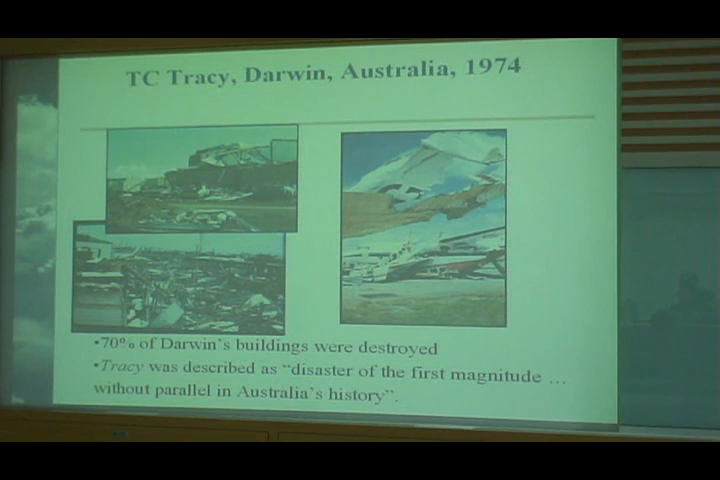 TC Tracy, Darwin, Australia, 1974
•70% of Darwin's buildings were destroyed
•Tracy was described as “disaster of the first magnitude …
without parallel in Australia's history”.